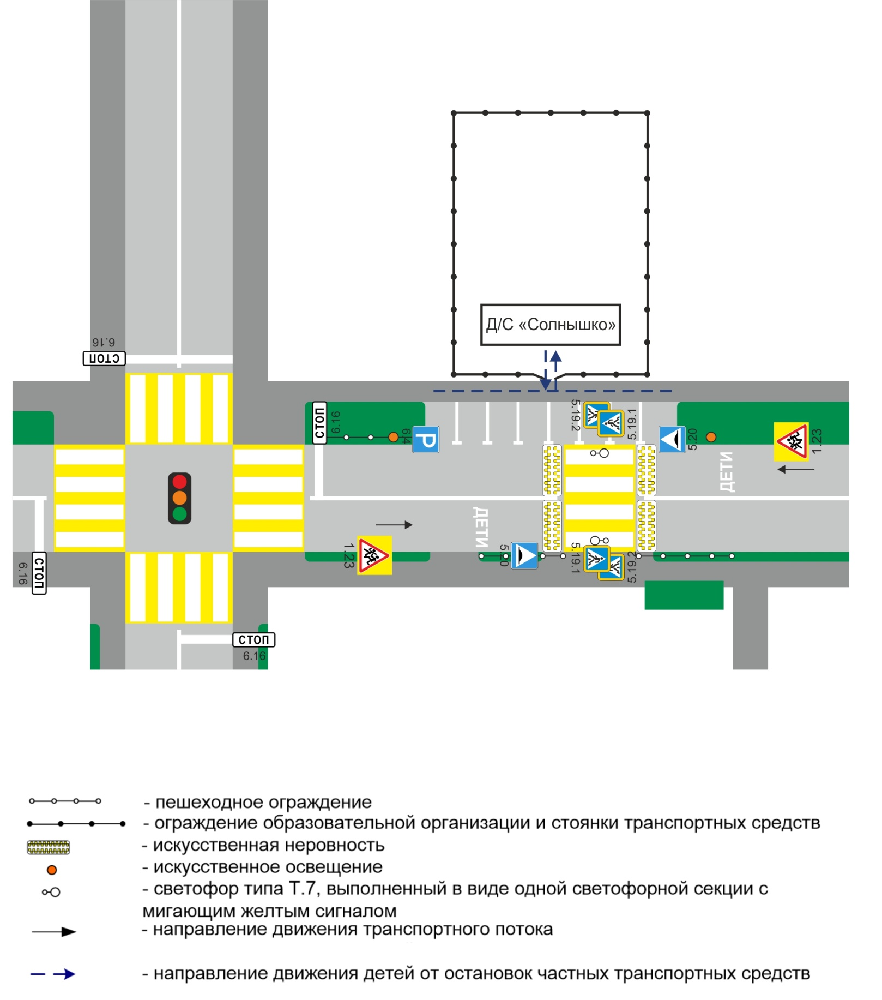 6.16
СТОП
Д/С «Солнышко»
СТОП
6.16
6.4
P
5.19.2
5.19.1
5.20
1.23
ДЕТИ
ДЕТИ
1.23
5.20
5.19.1
5.19.2
6.16
СТОП
СТОП
6.16
- пешеходное ограждение
- ограждение образовательной организации и стоянки транспортных средств
- искусственная неровность
- искусственное освещение
- светофор типа Т.7, выполненный в виде одной светофорной секции с
мигающим желтым сигналом
- направление движения транспортного потока
- направление движения детей от остановок частных транспортных средств